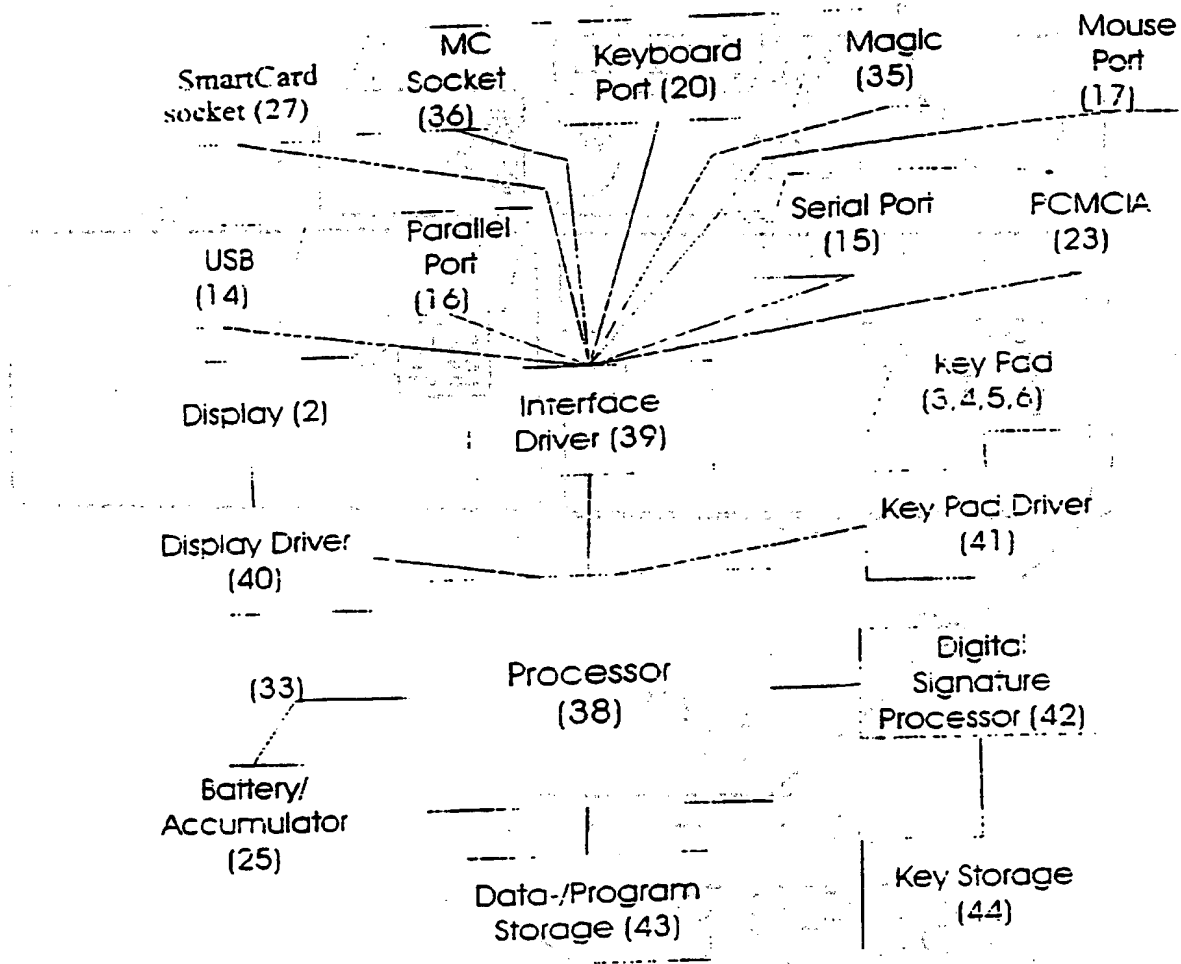 SmartCard
socket (27)
MC
Socket
(36)
Keyboard
Port (20)
Magic
(35)
Mouse
Port
(17)
USB
(14)
Parallel
Port
(16)
Serial Port
(15)
PCMCIA
(23)
Display (2)
Interface
Driver (39)
Key Pad
(3,4,5,6)
Display Driver
(40)
Key Pad Driver
(41)
(33)
Processor
(38)
Digital
Signature
Processor (42)
Battery/
Accumulator
(25)
Data-/Program
Storage (43)
Key Storage
(44)